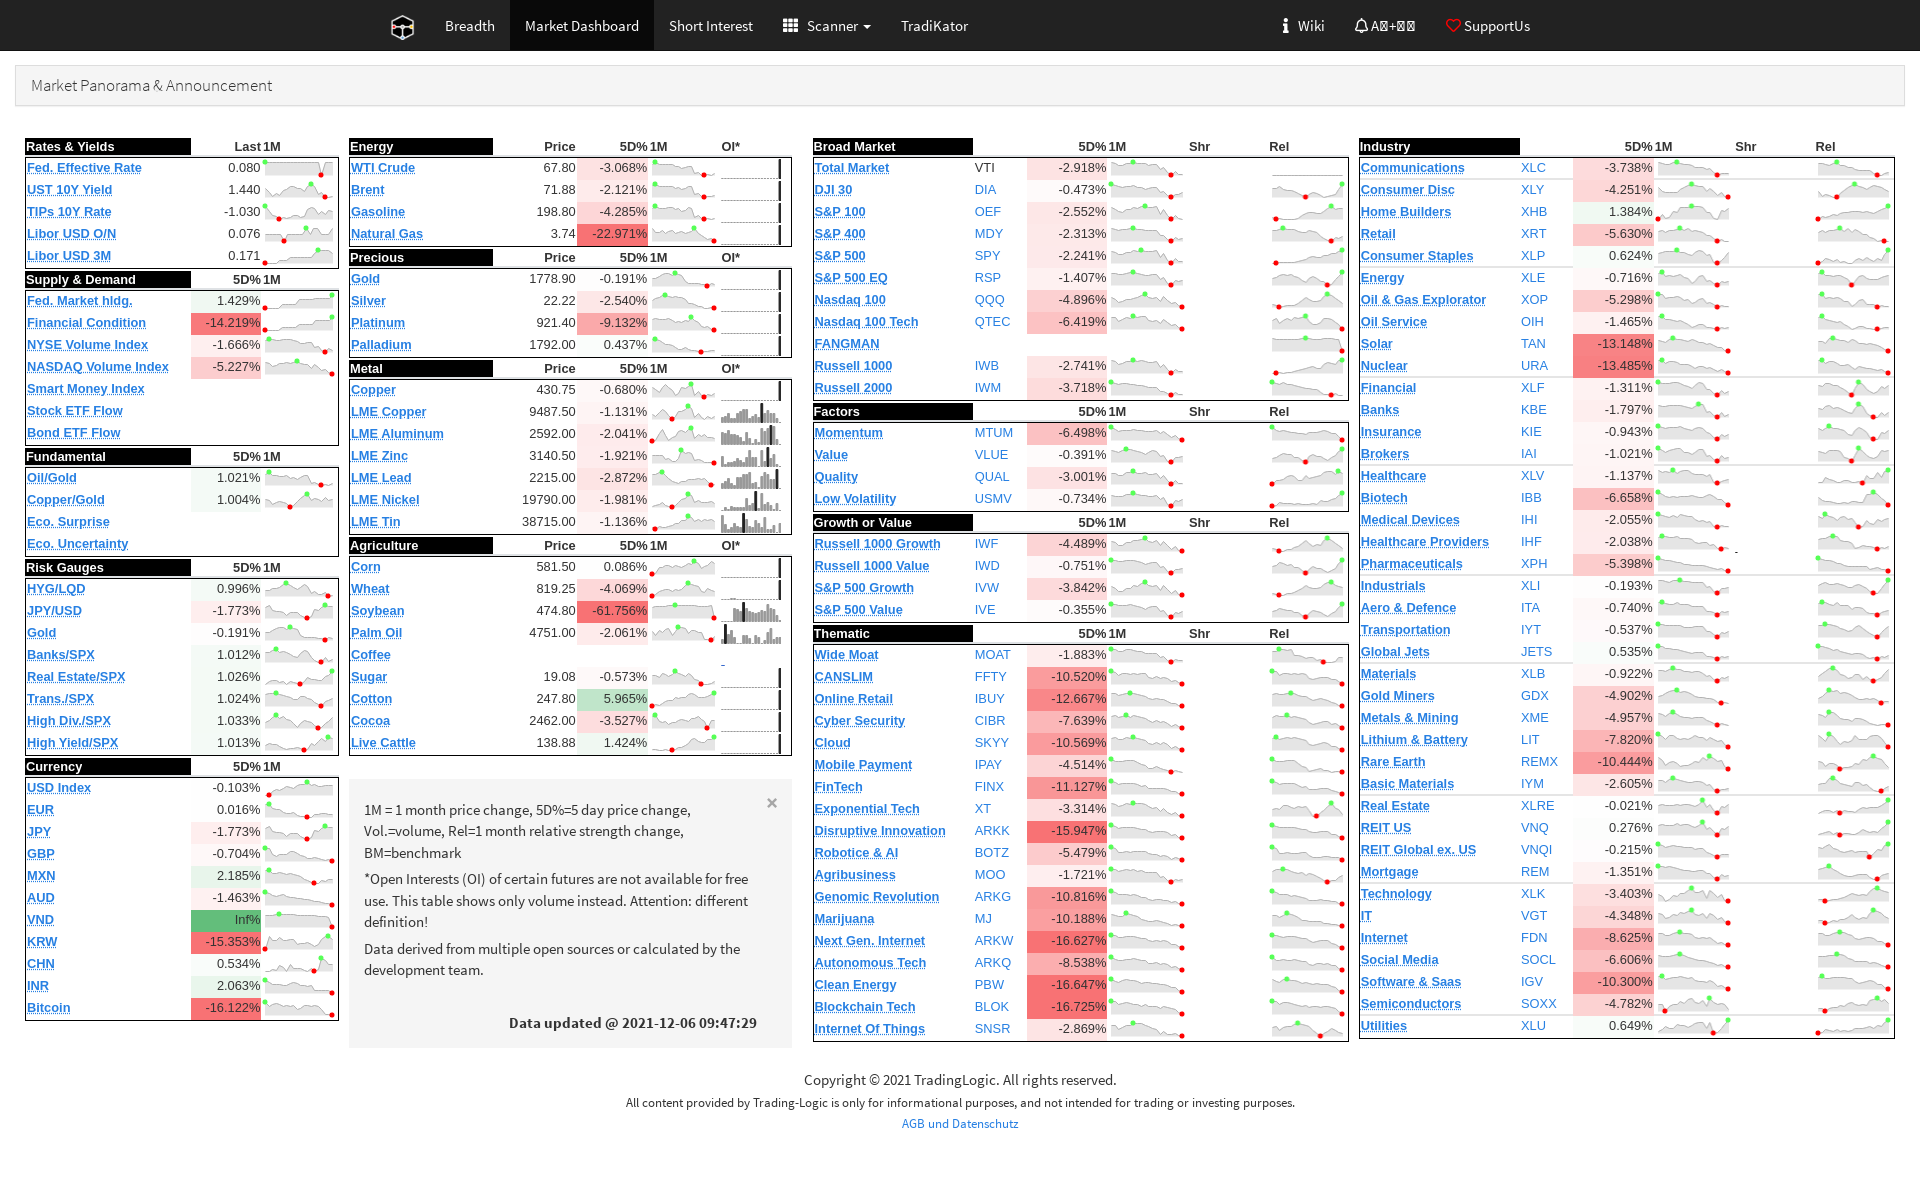 Breadth
Market Dashboard
Short Interest
Scanner
TradiKator
Wiki
SupportUs
Market Panorama & Announcement
Rates & Yields Last 1M
Fed. Effective Rate 0.080
UST 10Y Yield 1.440
TIPs 10Y Rate -1.030
Libor USD O/N 0.076
Libor USD 3M 0.171
Supply & Demand 5D% 1M
Fed. Market hldg. 1.429%
Financial Condition -14.219%
NYSE Volume Index -1.666%
NASDAQ Volume Index -5.227%
Smart Money Index
Stock ETF Flow
Bond ETF Flow
Fundamental 5D% 1M
Oil/Gold 1.021%
Copper/Gold 1.004%
Eco. Surprise
Eco. Uncertainty
Risk Gauges 5D% 1M
HYG/LQD 0.996%
JPY/USD -1.773%
Gold -0.191%
Banks/SPX 1.012%
Real Estate/SPX 1.026%
Trans./SPX 1.024%
High Div./SPX 1.033%
High Yield/SPX 1.013%
Currency 5D% 1M
USD Index -0.103%
EUR 0.016%
JPY -1.773%
GBP -0.704%
MXN 2.185%
AUD -1.463%
VND Inf%
KRW -15.353%
CHN 0.534%
INR 2.063%
Bitcoin -16.122%
Energy Price 5D% 1M OI*
WTI Crude 67.80 -3.068%
Brent 71.88 -2.121%
Gasoline 198.80 -4.285%
Natural Gas 3.74 -22.971%
Precious Price 5D% 1M OI*
Gold 1778.90 -0.191%
Silver 22.22 -2.540%
Platinum 921.40 -9.132%
Palladium 1792.00 0.437%
Metal Price 5D% 1M OI*
Copper 430.75 -0.680%
LME Copper 9487.50 -1.131%
LME Aluminum 2592.00 -2.041%
LME Zinc 3140.50 -1.921%
LME Lead 2215.00 -2.872%
LME Nickel 19790.00 -1.981%
LME Tin 38715.00 -1.136%
Agriculture Price 5D% 1M OI*
Corn 581.50 0.086%
Wheat 819.25 -4.069%
Soybean 474.80 -61.756%
Palm Oil 4751.00 -2.061%
Coffee -
Sugar 19.08 -0.573%
Cotton 247.80 5.965%
Cocoa 2462.00 -3.527%
Live Cattle 138.88 1.424%
×
1M = 1 month price change, 5D%=5 day price change,
Vol.=volume, Rel=1 month relative strength change,
BM=benchmark
*Open Interests (OI) of certain futures are not available for free
use. This table shows only volume instead. Attention: different
definition!
Data derived from multiple open sources or calculated by the
development team.
Data updated @ 2021-12-06 09:47:29
Broad Market 5D% 1M Shr Rel
Total Market VTI -2.918%
DJI 30 DIA -0.473%
S&P 100 OEF -2.552%
S&P 400 MDY -2.313%
S&P 500 SPY -2.241%
S&P 500 EQ RSP -1.407%
Nasdaq 100 QQQ -4.896%
Nasdaq 100 Tech QTEC -6.419%
FANGMAN
Russell 1000 IWB -2.741%
Russell 2000 IWM -3.718%
Factors 5D% 1M Shr Rel
Momentum MTUM -6.498%
Value VLUE -0.391%
Quality QUAL -3.001%
Low Volatility USMV -0.734%
Growth or Value 5D% 1M Shr Rel
Russell 1000 Growth IWF -4.489%
Russell 1000 Value IWD -0.751%
S&P 500 Growth IVW -3.842%
S&P 500 Value IVE -0.355%
Thematic 5D% 1M Shr Rel
Wide Moat MOAT -1.883%
CANSLIM FFTY -10.520%
Online Retail IBUY -12.667%
Cyber Security CIBR -7.639%
Cloud SKYY -10.569%
Mobile Payment IPAY -4.514%
FinTech FINX -11.127%
Exponential Tech XT -3.314%
Disruptive Innovation ARKK -15.947%
Robotice & AI BOTZ -5.479%
Agribusiness MOO -1.721%
Genomic Revolution ARKG -10.816%
Marijuana MJ -10.188%
Next Gen. Internet ARKW -16.627%
Autonomous Tech ARKQ -8.538%
Clean Energy PBW -16.647%
Blockchain Tech BLOK -16.725%
Internet Of Things SNSR -2.869%
Industry 5D% 1M Shr Rel
Communications XLC -3.738%
Consumer Disc XLY -4.251%
Home Builders XHB 1.384%
Retail XRT -5.630%
Consumer Staples XLP 0.624%
Energy XLE -0.716%
Oil & Gas Explorator XOP -5.298%
Oil Service OIH -1.465%
Solar TAN -13.148%
Nuclear URA -13.485%
Financial XLF -1.311%
Banks KBE -1.797%
Insurance KIE -0.943%
Brokers IAI -1.021%
Healthcare XLV -1.137%
Biotech IBB -6.658%
Medical Devices IHI -2.055%
Healthcare Providers IHF -2.038% -
Pharmaceuticals XPH -5.398%
Industrials XLI -0.193%
Aero & Defence ITA -0.740%
Transportation IYT -0.537%
Global Jets JETS 0.535%
Materials XLB -0.922%
Gold Miners GDX -4.902%
Metals & Mining XME -4.957%
Lithium & Battery LIT -7.820%
Rare Earth REMX -10.444%
Basic Materials IYM -2.605%
Real Estate XLRE -0.021%
REIT US VNQ 0.276%
REIT Global ex. US VNQI -0.215%
Mortgage REM -1.351%
Technology XLK -3.403%
IT VGT -4.348%
Internet FDN -8.625%
Social Media SOCL -6.606%
Software & Saas IGV -10.300%
Semiconductors SOXX -4.782%
Utilities XLU 0.649%
Copyright © 2021 TradingLogic. All rights reserved.
All content provided by Trading-Logic is only for informational purposes, and not intended for trading or investing purposes.
AGB und Datenschutz